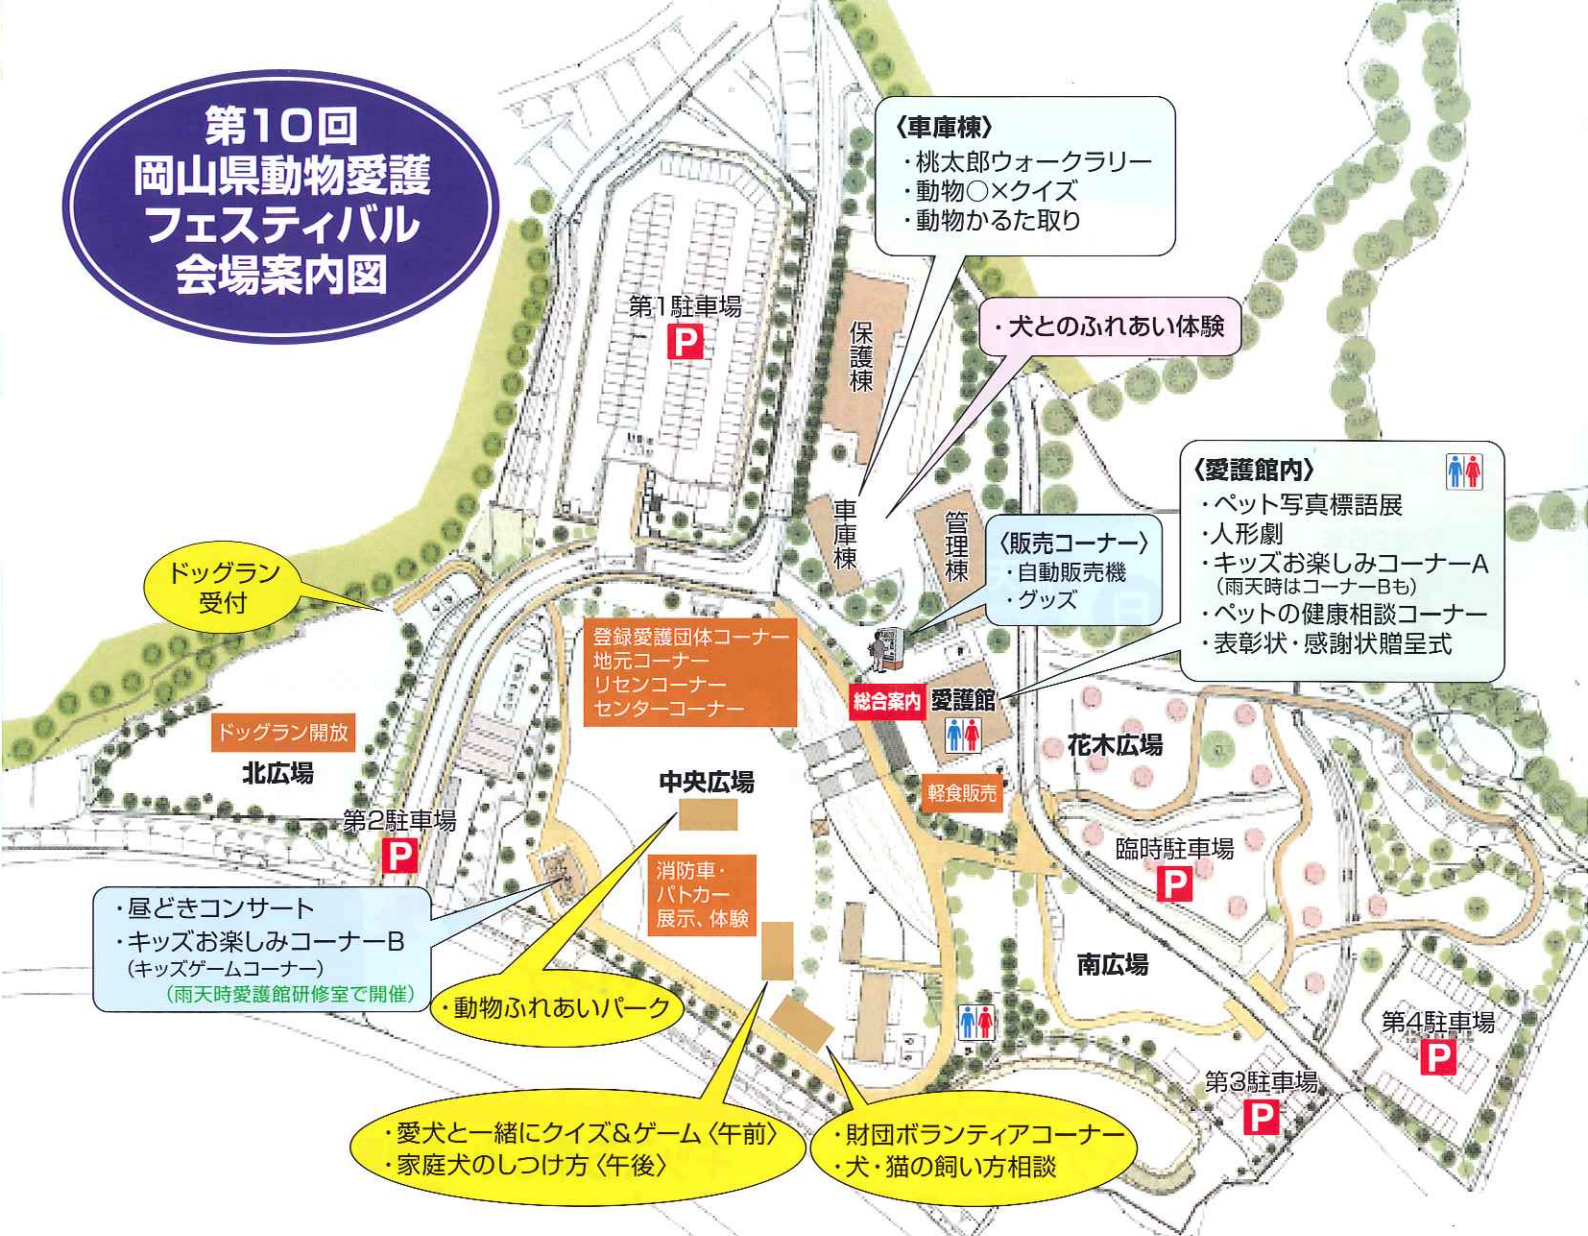 第10回
岡山県動物愛護
フェスティバル
会場案内図
〈車庫棟〉
・桃太郎ウォークラリー
・動物○×クイズ
・動物かるた取り
第1駐車場
P
保護棟
・犬とのふれあい体験
〈愛護館内〉
・ペット写真標語展
・人形劇
・キッズお楽しみコーナーA
(雨天時はコーナーBも)
・ペットの健康相談コーナー
・表彰状・感謝状贈呈式
車庫棟
管理棟
〈販売コーナー〉
・自動販売機
・グッズ
ドッグラン
受付
登録愛護団体コーナー
地元コーナー
リセンコーナー
センターコーナー
総合案内
愛護館
ドッグラン開放
北広場
花木広場
中央広場
軽食販売
第2駐車場
P
臨時駐車場
P
消防車・
パトカー
展示、体験
・昼どきコンサート
・キッズお楽しみコーナーB
(キッズゲームコーナー)
(雨天時愛護館研修室で開催)
南広場
・動物ふれあいパーク
第4駐車場
P
第3駐車場
P
・愛犬と一緒にクイズ&ゲーム〈午前〉
・家庭犬のしつけ方〈午後〉
・財団ボランティアコーナー
・犬・猫の飼い方相談